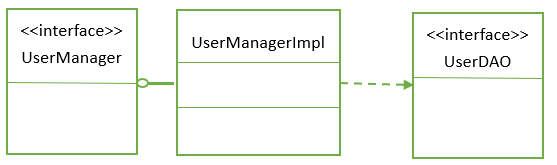 <<interface>>
UserManager
UserManagerImpl
<<interface>>
UserDAO